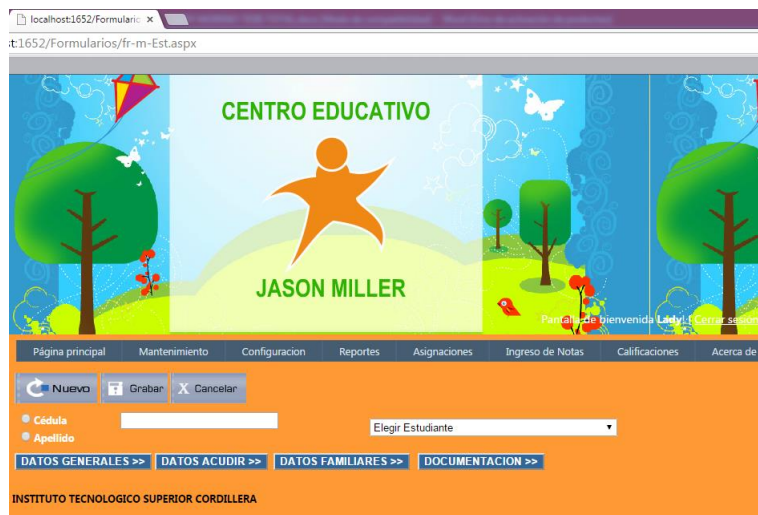 localhost:1652/Formulario
t:1652/Formularios/fr-m-Est.aspx
CENTRO EDUCATIVO
JASON MILLER
Pantalla de bienvenida Lady! [Cerrar sesión
Página principal Mantenimiento Configuracion Reportes Asignaciones Ingreso de Notas Calificaciones Acerca de
Nuevo Grabar X Cancelar
Cédula
Elegir Estudiante
Apellido
DATOS GENERALES >> DATOS ACUDIR >> DATOS FAMILIARES >> DOCUMENTACION >>
INSTITUTO TECNOLOGICO SUPERIOR CORDILLERA